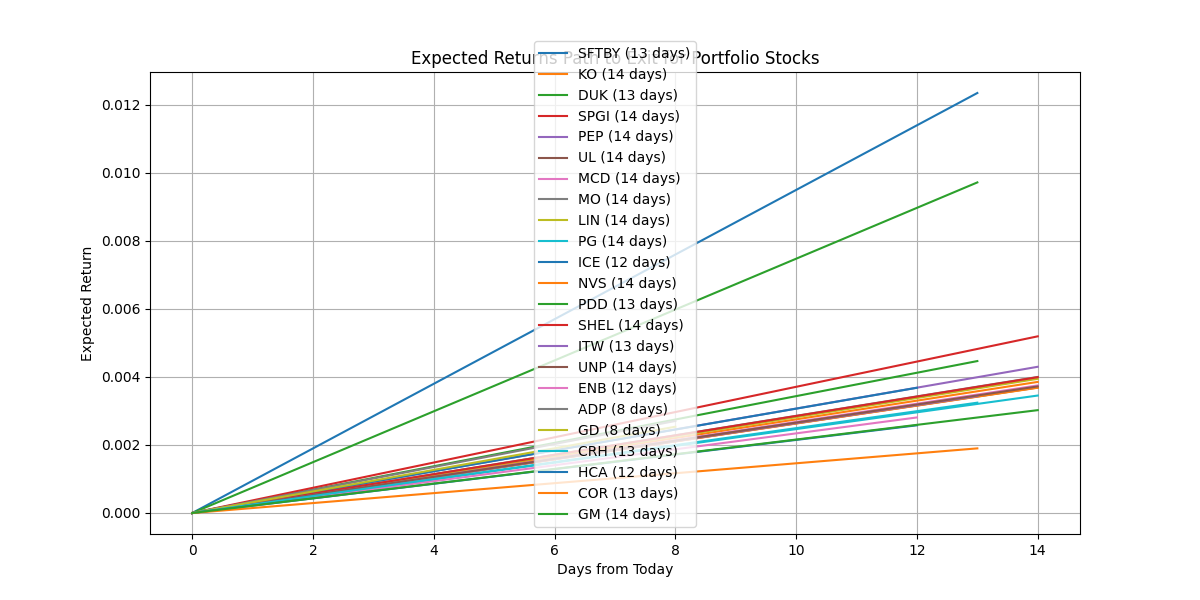 Expected Returns Path to Exit for Portfolio Stocks
SFTBY (13 days)
KO (14 days)
DUK (13 days)
SPGI (14 days)
PEP (14 days)
UL (14 days)
MCD (14 days)
MO (14 days)
LIN (14 days)
PG (14 days)
ICE (12 days)
NVS (14 days)
PDD (13 days)
SHEL (14 days)
ITW (13 days)
UNP (14 days)
ENB (12 days)
ADP (8 days)
GD (8 days)
CRH (13 days)
HCA (12 days)
COR (13 days)
GM (14 days)
Expected Return
0.012
0.010
0.008
0.006
0.004
0.002
0.000
0 2 4 6 8 10 12 14
Days from Today